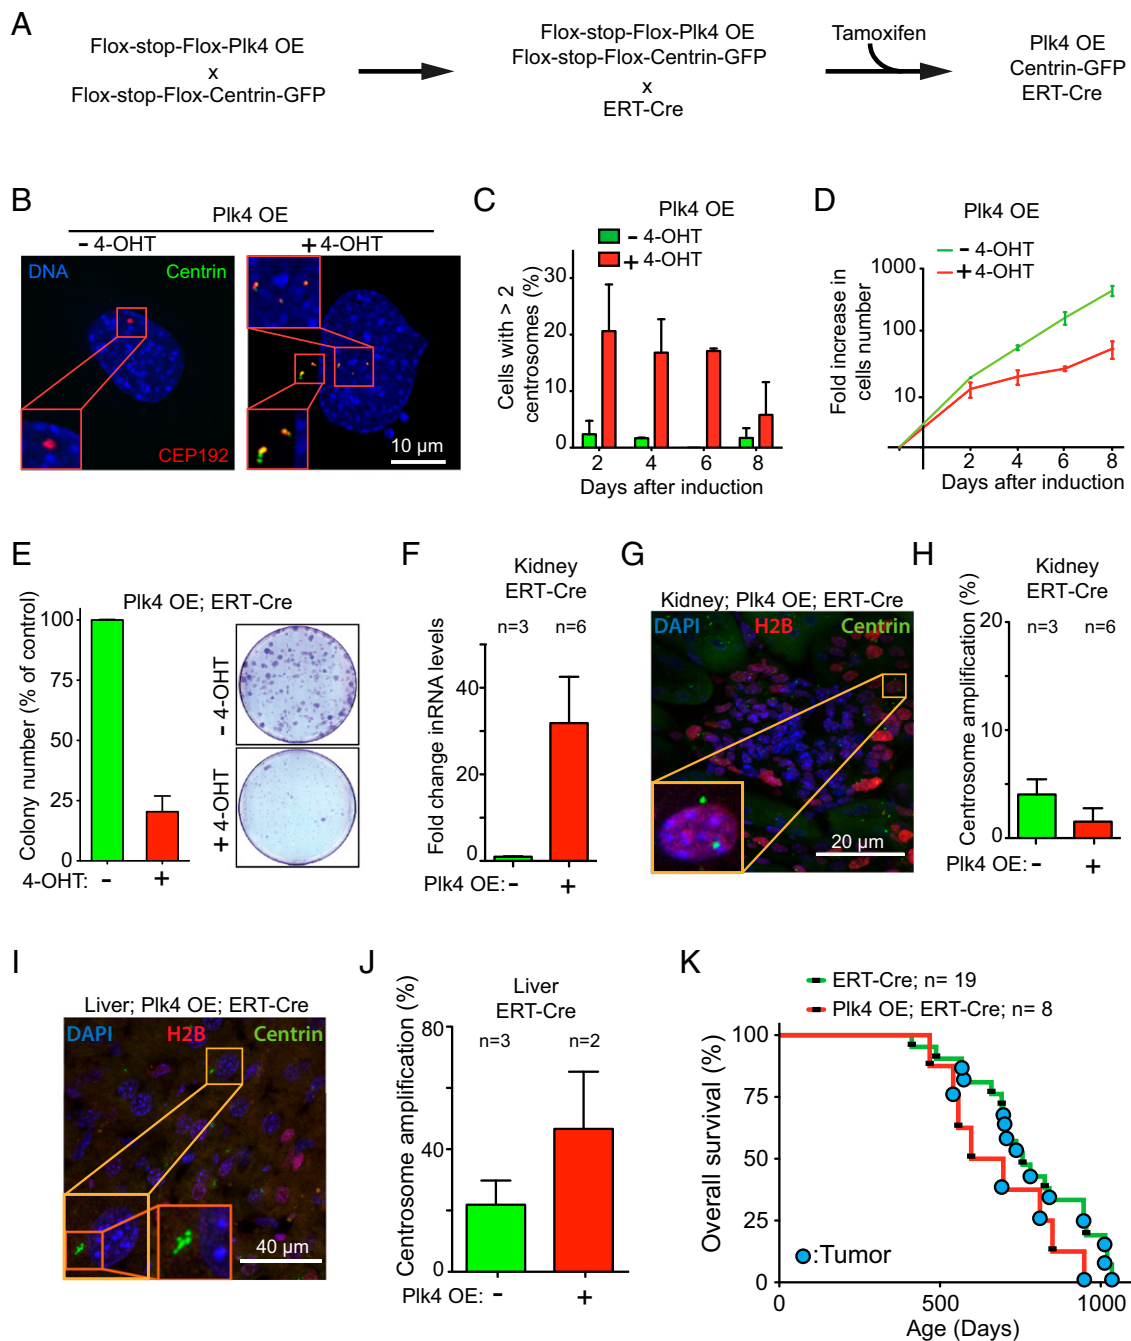 A
Flox-stop-Flox-Plk4 OE
x
Flox-stop-Flox-Centrin-GFP
Flox-stop-Flox-Plk4 OE
Flox-stop-Flox-Centrin-GFP
x
ERT-Cre
Tamoxifen
Plk4 OE
Centrin-GFP
ERT-Cre
B
Plk4 OE
- 4-OHT
+ 4-OHT
DNA
Centrin
CEP192
10 µm
C
Plk4 OE
- 4-OHT
+ 4-OHT
Cells with > 2
centrosomes (%)
30
20
10
0
2 4 6 8
Days after induction
D
Plk4 OE
- 4-OHT
+ 4-OHT
Fold increase in
cells number
1000
100
10
2 4 6 8
Days after induction
E
Plk4 OE; ERT-Cre
Colony number (% of control)
100
75
50
25
0
4-OHT: - +
- 4-OHT
+ 4-OHT
F
Kidney
ERT-Cre
n=3 n=6
Fold change inRNA levels
40
20
0
Plk4 OE: - +
G
Kidney; Plk4 OE; ERT-Cre
DAPI H2B Centrin
20 µm
H
Kidney
ERT-Cre
n=3 n=6
Centrosome amplification (%)
20
10
0
Plk4 OE: - +
I
Liver; Plk4 OE; ERT-Cre
DAPI H2B Centrin
40 µm
J
Liver
ERT-Cre
n=3 n=2
Centrosome amplification (%)
80
40
0
Plk4 OE: - +
K
ERT-Cre; n= 19
Plk4 OE; ERT-Cre; n= 8
Overall survival (%)
100
75
50
25
0
:Tumor
0 500 1000
Age (Days)